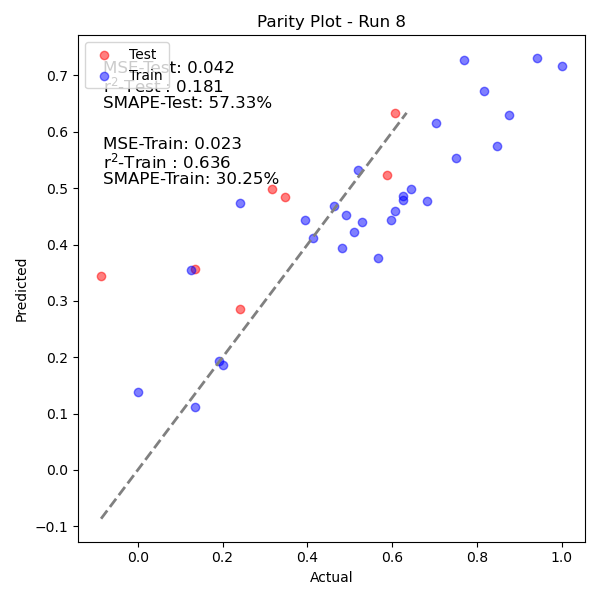 Parity Plot - Run 8
Test
Train
MSE-Test: 0.042
r²-Test : 0.181
SMAPE-Test: 57.33%
MSE-Train: 0.023
r²-Train : 0.636
SMAPE-Train: 30.25%
Predicted
0.7
0.6
0.5
0.4
0.3
0.2
0.1
0.0
−0.1
0.0 0.2 0.4 0.6 0.8 1.0
Actual